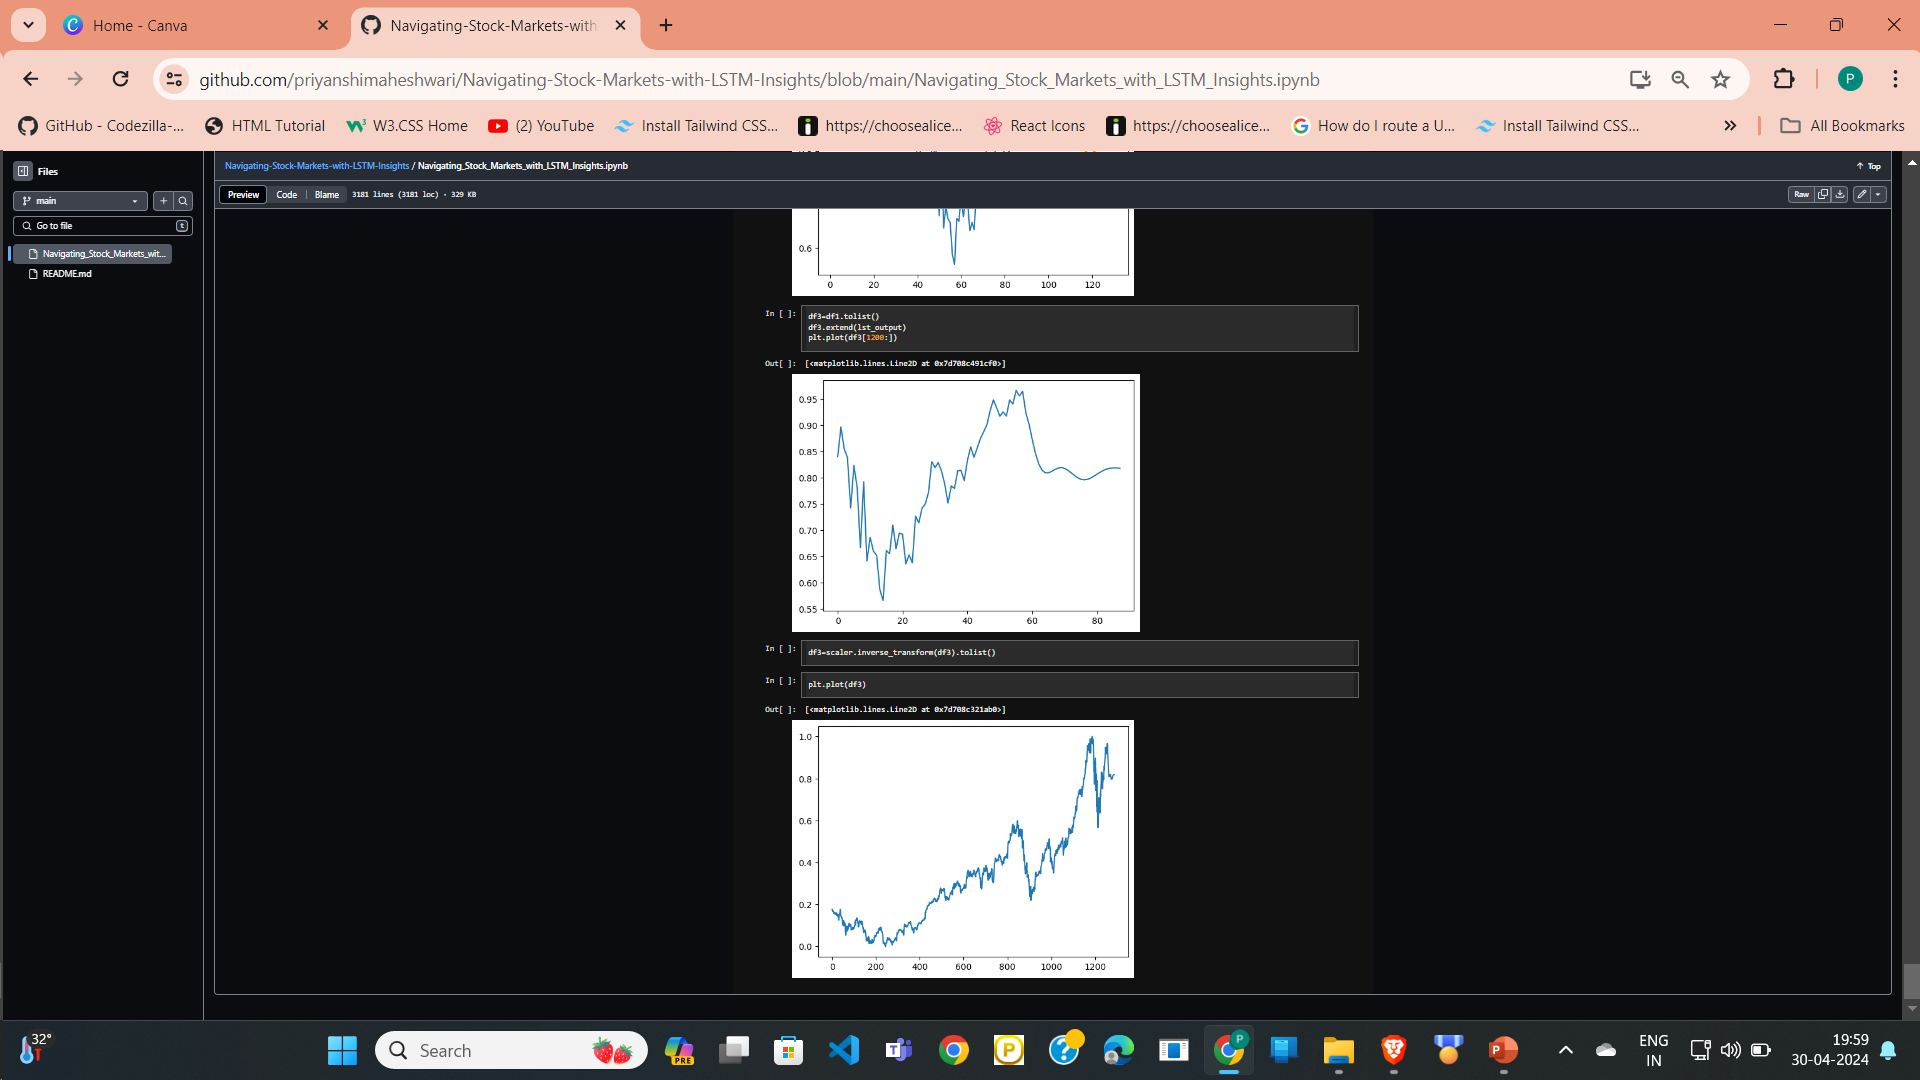 Home - Canva
Navigating-Stock-Markets-with
github.com/priyanshimaheshwari/Navigating-Stock-Markets-with-LSTM-Insights/blob/main/Navigating_Stock_Markets_with_LSTM_Insights.ipynb
P
GitHub - Codezilla-...
HTML Tutorial
W3.CSS Home
(2) YouTube
Install Tailwind CSS...
https://choosealice...
React Icons
https://choosealice...
How do I route a U...
Install Tailwind CSS...
All Bookmarks
Files
Navigating-Stock-Markets-with-LSTM-Insights / Navigating_Stock_Markets_with_LSTM_Insights.ipynb
Top
main
Preview
Code
Blame
3181 lines (3181 loc) · 329 KB
Raw
Go to file
t
Navigating_Stock_Markets_wit...
README.md
0.6
0 20 40 60 80 100 120
In [ ]:
df3=df1.tolist()
df3.extend(lst_output)
plt.plot(df3[1200:])
Out[ ]: [<matplotlib.lines.Line2D at 0x7d708c491cf0>]
0.95
0.90
0.85
0.80
0.75
0.70
0.65
0.60
0.55
0 20 40 60 80
In [ ]: df3=scaler.inverse_transform(df3).tolist()
In [ ]: plt.plot(df3)
Out[ ]: [<matplotlib.lines.Line2D at 0x7d708c321ab0>]
1.0
0.8
0.6
0.4
0.2
0.0
0 200 400 600 800 1000 1200
32°
Search
PRE
ENG
IN
19:59
30-04-2024